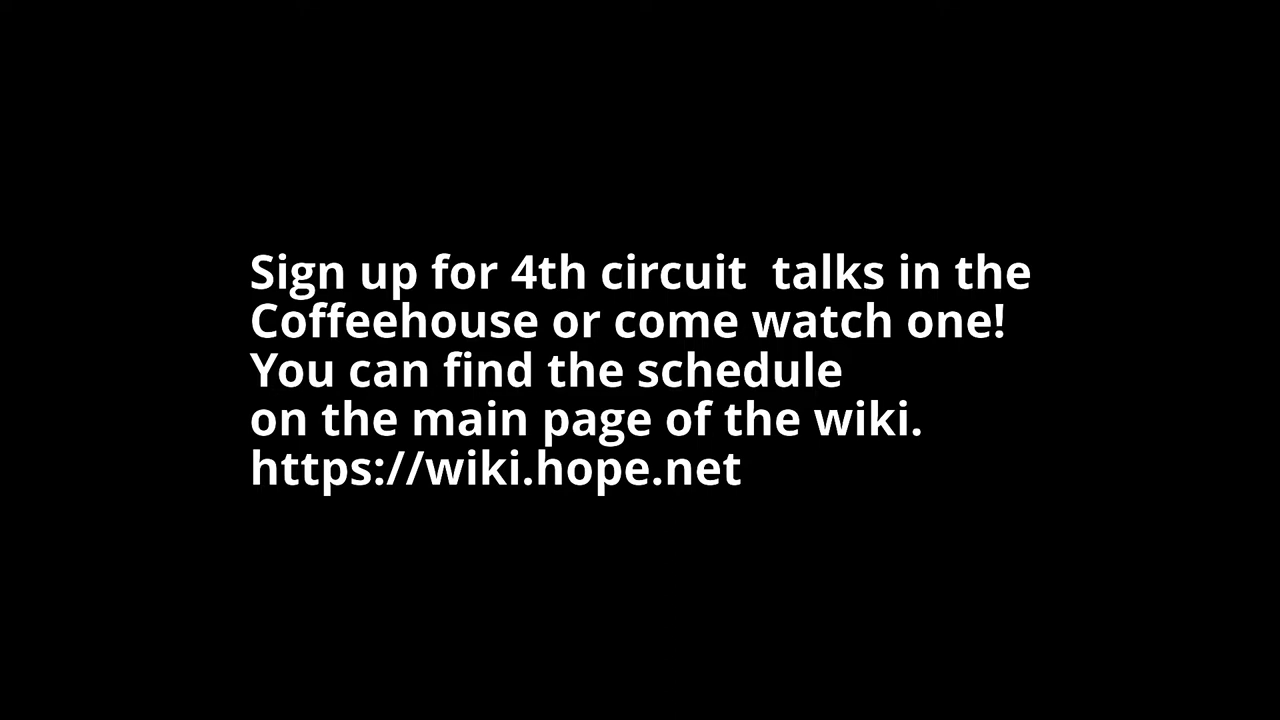 Sign up for 4th circuit  talks in the
Coffeehouse or come watch one!
You can find the schedule
on the main page of the wiki.
https://wiki.hope.net